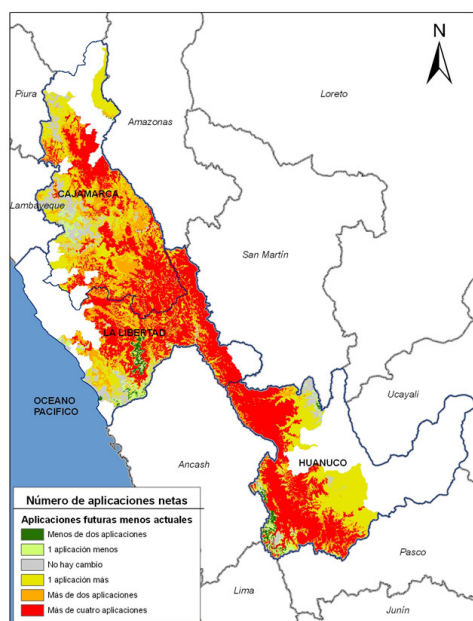 N
Piura
Loreto
Amazonas
CAJAMARCA
Lambayeque
San Martín
LA LIBERTAD
OCEANO
PACIFICO
Ucayali
Ancash
HUANUCO
Pasco
Lima
Junín
Número de aplicaciones netas
Aplicaciones futuras menos actuales
Menos de dos aplicaciones
1 aplicación menos
No hay cambio
1 aplicación más
Más de dos aplicaciones
Más de cuatro aplicaciones